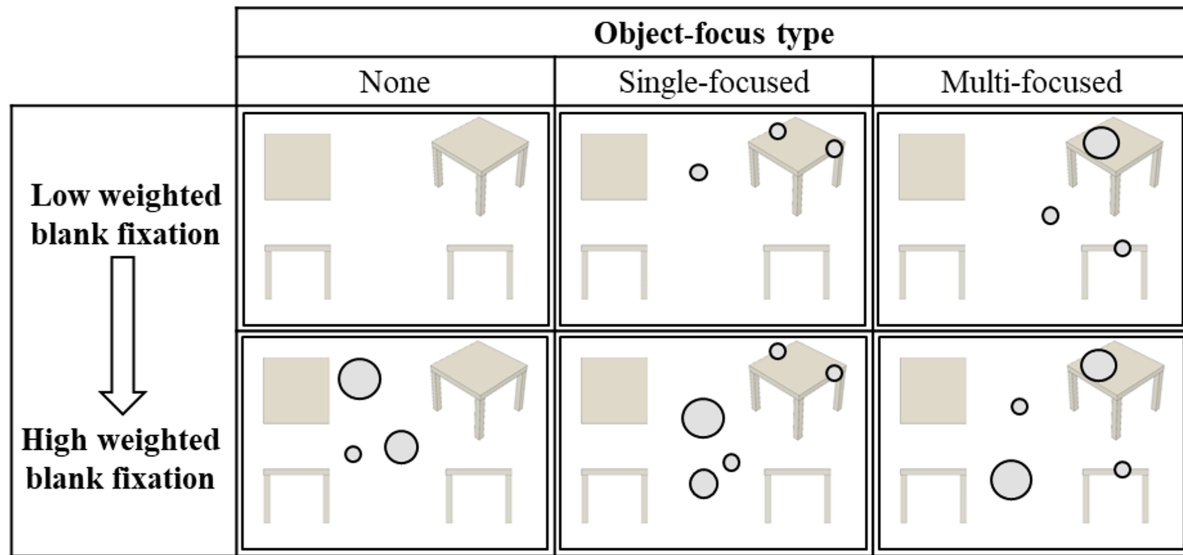 Object-focus type
None
Single-focused
Multi-focused
Low weighted
blank fixation
High weighted
blank fixation